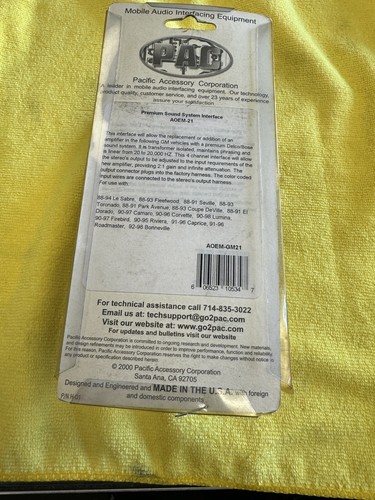 Mobile Audio Interfacing Equipment
PAC
Pacific Accessory Corporation
A leader in mobile audio interfacing equipment. Our technology,
product quality, customer service, and over 23 years of experience
assure your satisfaction.
Premium Sound System Interface
AOEM-21
This interface will allow the replacement or addition of an
amplifier in the following GM vehicles with a premium Delco/Bose
sound system. It is transformer isolated, maintains phrasing and
is linear from 20 to 20,000 HZ. This 4 channel interface will allow
the stereo's output to be adjusted to the input requirements of the
new amplifier, providing 2:1 gain and infinite attenuation. The
output connector plugs into the factory harness. The color coded
input wires are connected to the stereo's output harness.
For use with:
88-94 Le Sabre, 88-93 Fleetwood, 88-91 Seville, 88-93
Toronado, 88-91 Park Avenue, 88-93 Coupe DeVille, 88-91 El
Dorado, 90-97 Camaro, 90-96 Corvette, 90-98 Lumina,
90-97 Firebird, 90-95 Riviera, 91-96 Caprice, 91-96
Roadmaster, 92-98 Bonneville
AOEM-GM21
6 06823 10534 7
For technical assistance call 714-835-3022
Email us at: techsupport@go2pac.com
Visit our website at: www.go2pac.com
For updates and bulletins visit our website
Pacific Accessory Corporation is committed to ongoing research and development. New materials,
and design refinements may be introduced in order to improve performance, function and reliability.
For this reason, Pacific Accessory Corporation reserves the right to make changes without notice in
any product or specification described herein.
© 2000 Pacific Accessory Corporation
Santa Ana, CA 92705
Designed and Engineered and MADE IN THE U.S.A. with foreign
and domestic components